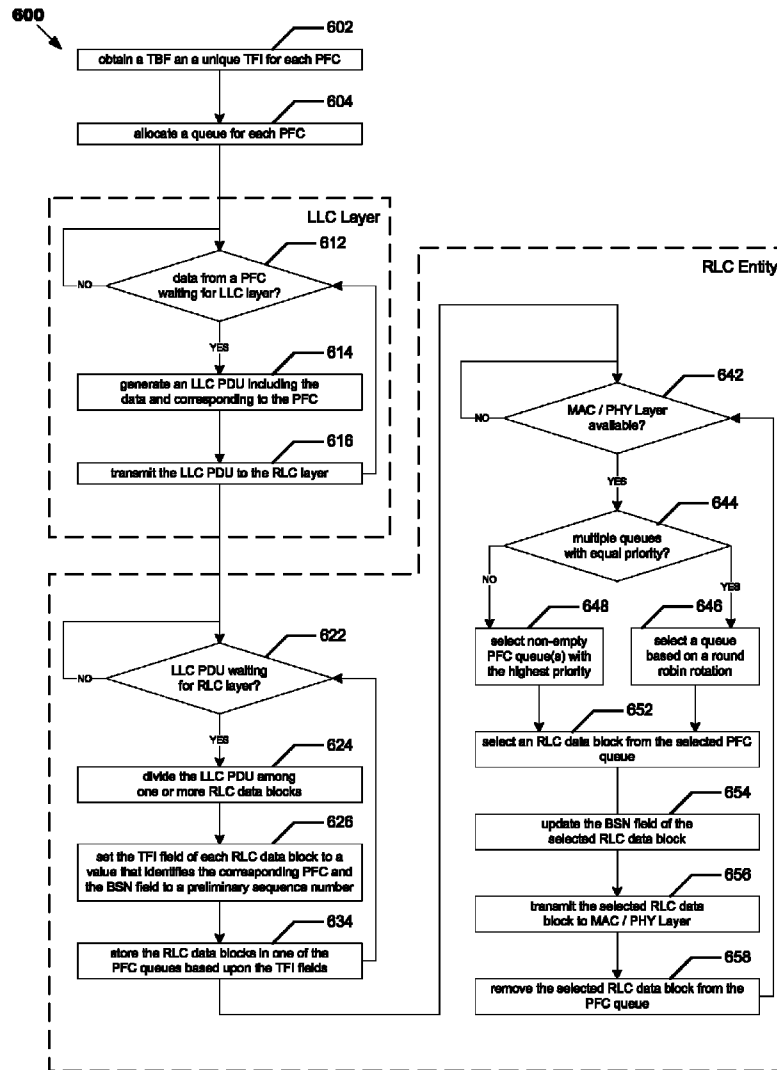 600
602
obtain a TBF an a unique TFI for each PFC
604
allocate a queue for each PFC
LLC Layer
612
data from a PFC
waiting for LLC layer?
NO
YES
614
generate an LLC PDU including the
data and corresponding to the PFC
616
transmit the LLC PDU to the RLC layer
RLC Entity
622
LLC PDU waiting
for RLC layer?
NO
YES
624
divide the LLC PDU among
one or more RLC data blocks
626
set the TFI field of each RLC data block to a
value that identifies the corresponding PFC and
the BSN field to a preliminary sequence number
634
store the RLC data blocks in one of the
PFC queues based upon the TFI fields
642
MAC / PHY Layer
available?
NO
YES
644
multiple queues
with equal priority?
NO
YES
648
select non-empty
PFC queue(s) with
the highest priority
646
select a queue
based on a round
robin rotation
652
select an RLC data block from the selected PFC
queue
654
update the BSN field of the
selected RLC data block
656
transmit the selected RLC data
block to MAC / PHY Layer
658
remove the selected RLC data block from the
PFC queue